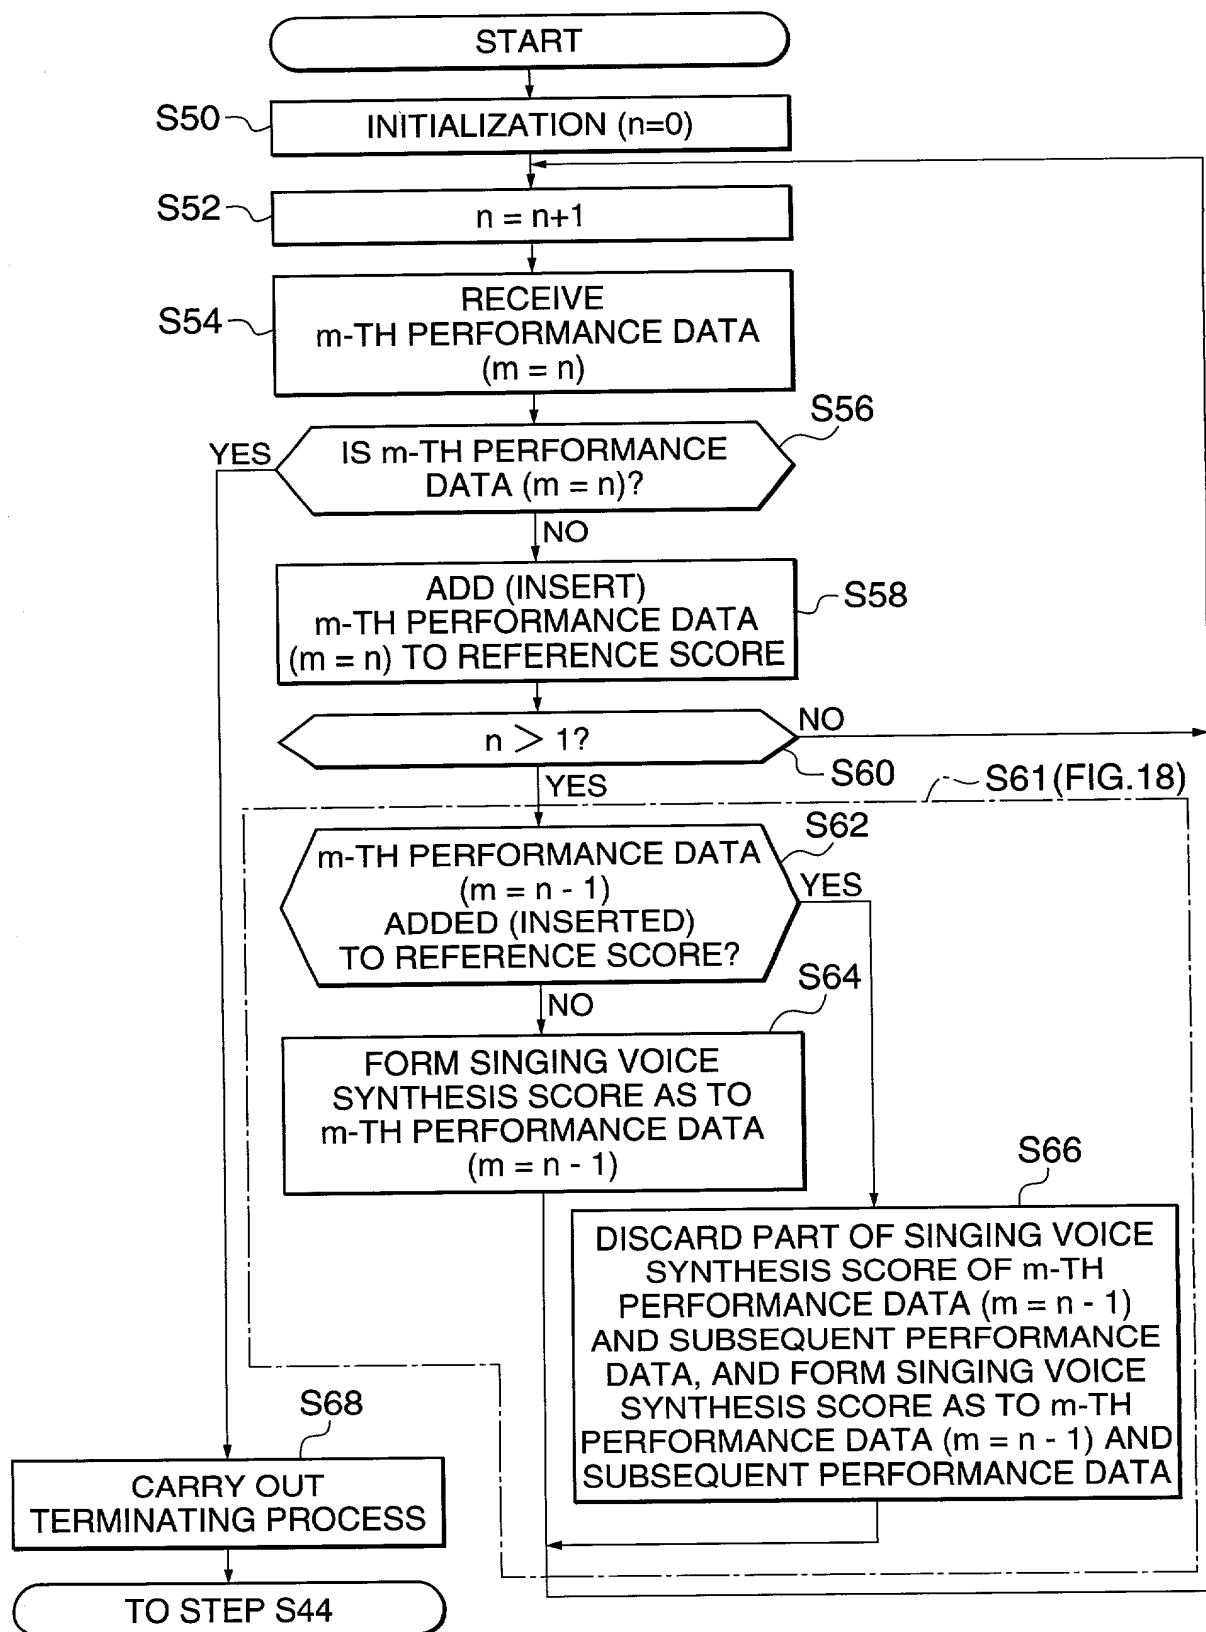 START
S50
INITIALIZATION (n=0)
S52
n = n+1
S54
RECEIVE
m-TH PERFORMANCE DATA
(m = n)
S56
YES
IS m-TH PERFORMANCE
DATA (m = n)?
NO
ADD (INSERT)
m-TH PERFORMANCE DATA
(m = n) TO REFERENCE SCORE
S58
n > 1?
NO
S60
YES
S61(FIG.18)
S62
m-TH PERFORMANCE DATA
(m = n - 1)
ADDED (INSERTED)
TO REFERENCE SCORE?
YES
NO
S64
FORM SINGING VOICE
SYNTHESIS SCORE AS TO
m-TH PERFORMANCE DATA
(m = n - 1)
S66
DISCARD PART OF SINGING VOICE
SYNTHESIS SCORE OF m-TH
PERFORMANCE DATA (m = n - 1)
AND SUBSEQUENT PERFORMANCE
DATA, AND FORM SINGING VOICE
SYNTHESIS SCORE AS TO m-TH
PERFORMANCE DATA (m = n - 1) AND
SUBSEQUENT PERFORMANCE DATA
S68
CARRY OUT
TERMINATING PROCESS
TO STEP S44